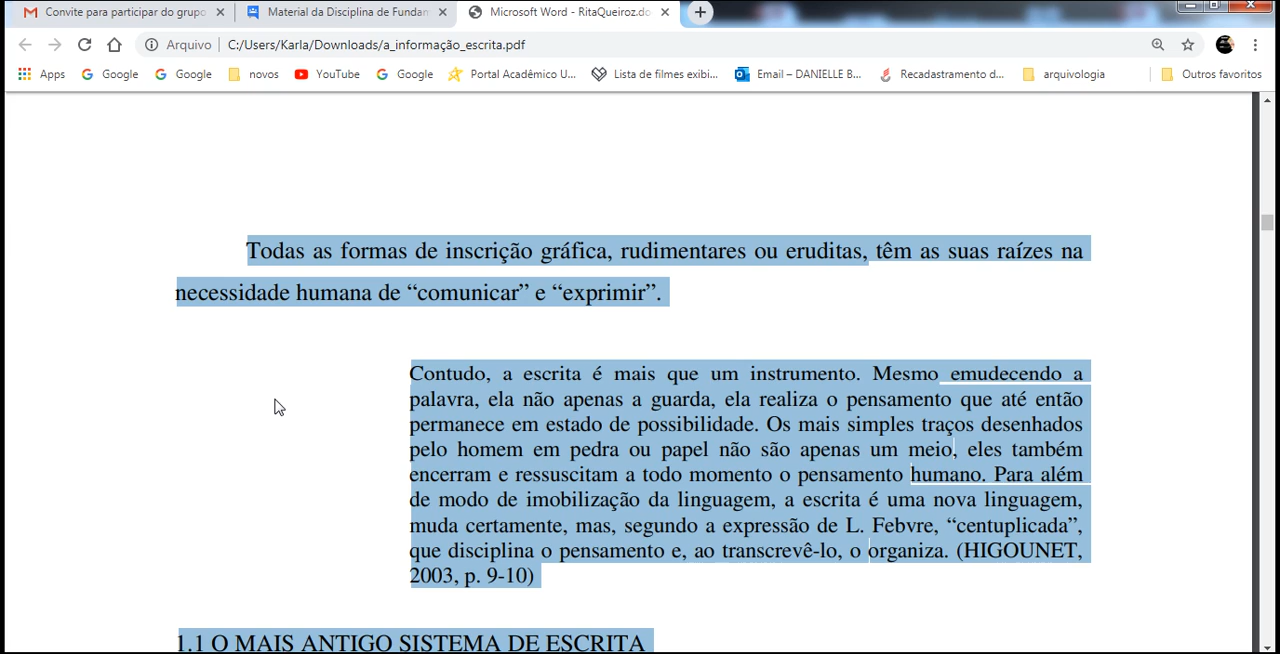 Convite para participar do grupo
Material da Disciplina de Fundam
Microsoft Word - RitaQueiroz.do
Arquivo
C:/Users/Karla/Downloads/a_informação_escrita.pdf
Apps
Google
Google
novos
YouTube
Google
Portal Acadêmico U...
Lista de filmes exibi...
Email – DANIELLE B...
Recadastramento d...
arquivologia
Outros favoritos
Todas as formas de inscrição gráfica, rudimentares ou eruditas, têm as suas raízes na
necessidade humana de “comunicar” e “exprimir”.
Contudo, a escrita é mais que um instrumento. Mesmo emudecendo a
palavra, ela não apenas a guarda, ela realiza o pensamento que até então
permanece em estado de possibilidade. Os mais simples traços desenhados
pelo homem em pedra ou papel não são apenas um meio, eles também
encerram e ressuscitam a todo momento o pensamento humano. Para além
de modo de imobilização da linguagem, a escrita é uma nova linguagem,
muda certamente, mas, segundo a expressão de L. Febvre, “centuplicada”,
que disciplina o pensamento e, ao transcrevê-lo, o organiza. (HIGOUNET,
2003, p. 9-10)
1.1 O MAIS ANTIGO SISTEMA DE ESCRITA